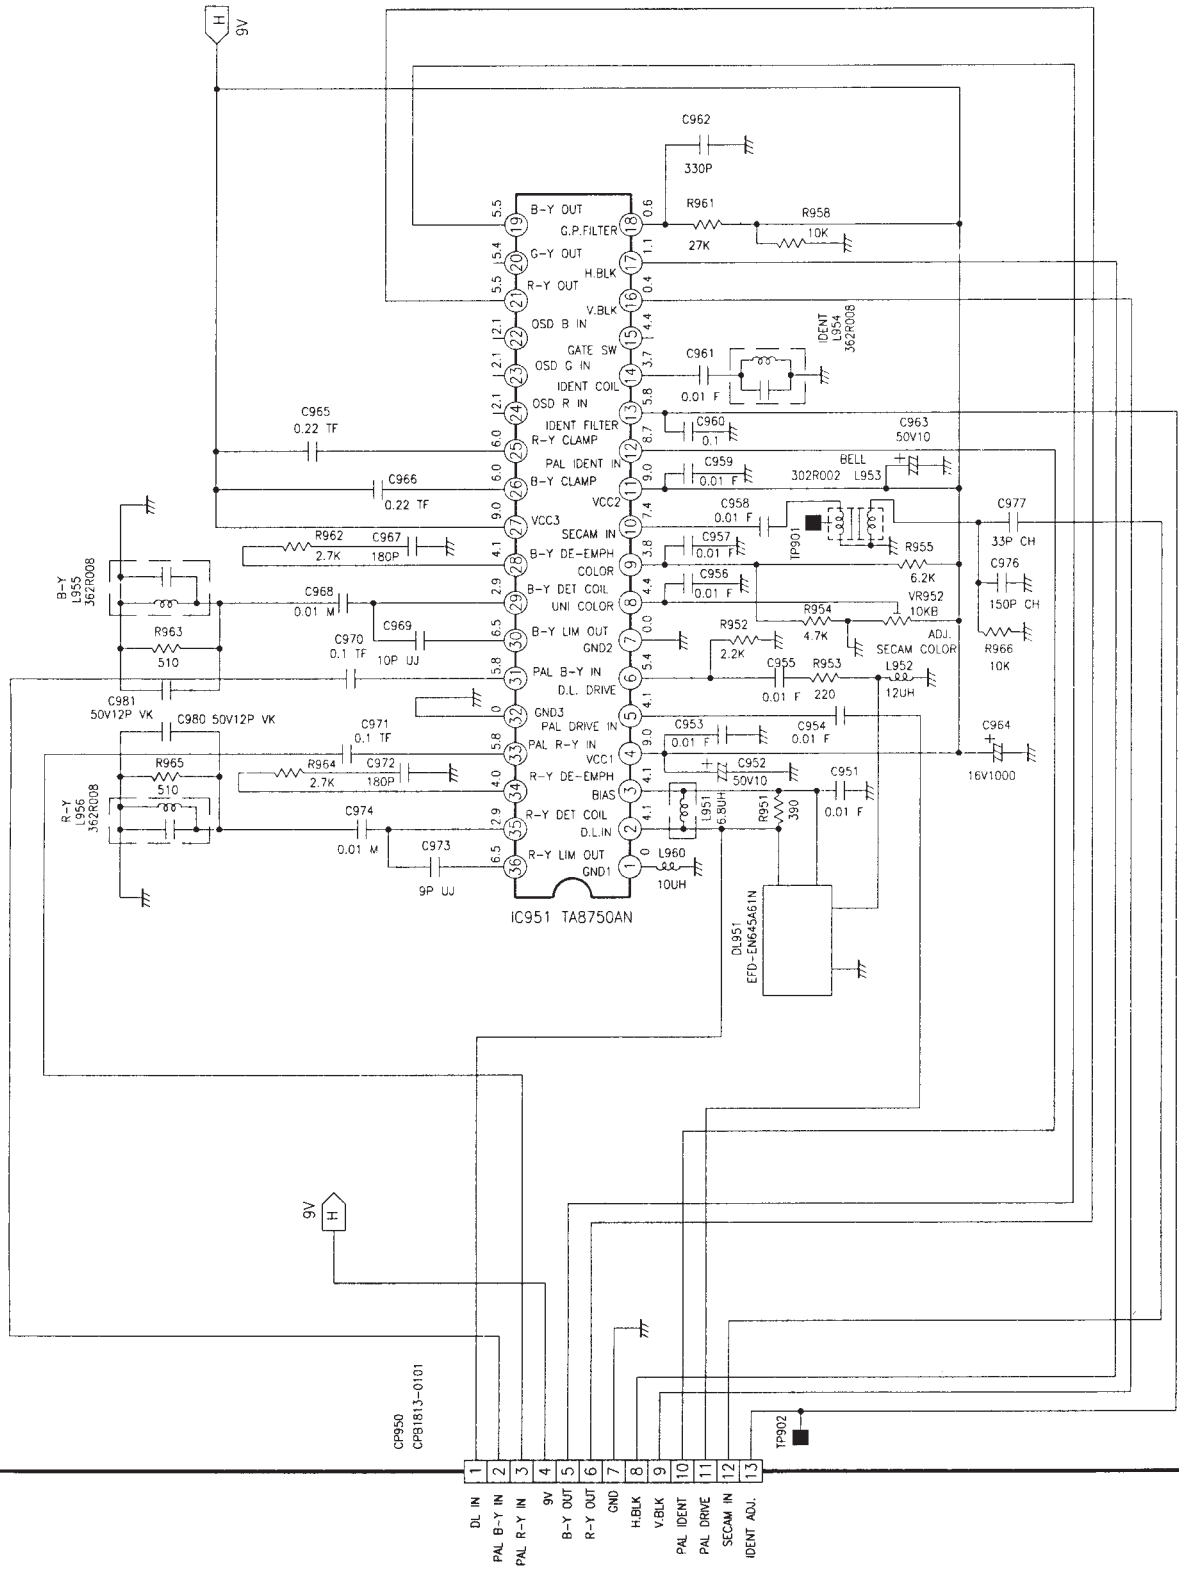 H
9V
C962
330P
R961
27K
R958
10K
5.5
19
B-Y OUT
G.P.FILTER
18
0.6
5.4
20
G-Y OUT
H.BLK
17
1.1
5.5
21
R-Y OUT
V.BLK
16
0.4
2.1
22
OSD B IN
GATE SW
15
4.4
2.1
23
OSD G IN
IDENT COIL
14
3.7
2.1
24
OSD R IN
IDENT FILTER
13
5.8
6.0
25
R-Y CLAMP
PAL IDENT IN
12
8.7
6.0
26
B-Y CLAMP
VCC2
11
9.0
9.0
27
VCC3
SECAM IN
10
7.4
4.1
28
B-Y DE-EMPH
COLOR
9
3.8
2.9
29
B-Y DET COIL
UNI COLOR
8
4.4
6.5
30
B-Y LIM OUT
GND2
7
0.0
5.8
31
PAL B-Y IN
D.L. DRIVE
6
5.4
0
32
GND3
PAL DRIVE IN
5
4.1
5.8
33
PAL R-Y IN
VCC1
4
9.0
4.0
34
R-Y DE-EMPH
BIAS
3
4.1
2.9
35
R-Y DET COIL
D.L.IN
2
4.1
6.5
36
R-Y LIM OUT
GND1
1
0
IC951 TA8750AN
IDENT
L954
362R008
C961
0.01 F
C960
0.1
C963
50V10
C959
0.01 F
BELL
302R002 L953
C958
0.01 F
TP901
C977
33P CH
C957
0.01 F
R955
6.2K
C976
150P CH
C956
0.01 F
VR952
10KB
ADJ.
SECAM COLOR
R954
4.7K
R966
10K
R952
2.2K
C955
0.01 F
R953
220
L952
12UH
C953
0.01 F
C954
0.01 F
C964
16V1000
C952
50V10
C951
0.01 F
L951
6.8UH
R951
390
L960
10UH
DL951
EFD-EN645A61N
C965
0.22 TF
C966
0.22 TF
R962
2.7K
C967
180P
B-Y
L955
362R008
C968
0.01 M
C969
10P UJ
R963
510
C970
0.1 TF
C981
50V12P VK
C980 50V12P VK
C971
0.1 TF
R965
510
R964
2.7K
C972
180P
R-Y
L956
362R008
C974
0.01 M
C973
9P UJ
9V
H
CP950
CPB1813-0101
TP902
1
DL IN
2
PAL B-Y IN
3
PAL R-Y IN
4
9V
5
B-Y OUT
6
R-Y OUT
7
GND
8
H.BLK
9
V.BLK
10
PAL IDENT
11
PAL DRIVE
12
SECAM IN
13
IDENT ADJ.